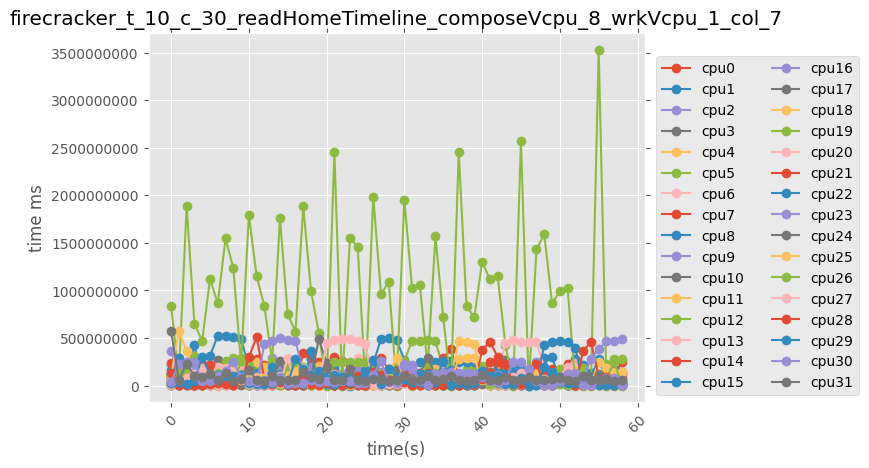 firecracker_t_10_c_30_readHomeTimeline_composeVcpu_8_wrkVcpu_1_col_7
time ms
3500000000
3000000000
2500000000
2000000000
1500000000
1000000000
500000000
0
0
10
20
30
40
50
60
time(s)
cpu0
cpu1
cpu2
cpu3
cpu4
cpu5
cpu6
cpu7
cpu8
cpu9
cpu10
cpu11
cpu12
cpu13
cpu14
cpu15
cpu16
cpu17
cpu18
cpu19
cpu20
cpu21
cpu22
cpu23
cpu24
cpu25
cpu26
cpu27
cpu28
cpu29
cpu30
cpu31